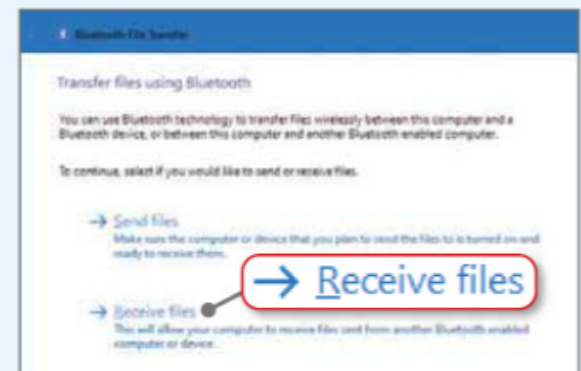 Bluetooth File Transfer
Transfer files using Bluetooth
You can use Bluetooth technology to transfer files wirelessly between this computer and a
Bluetooth device, or between this computer and another Bluetooth enabled computer.
To continue, select if you would like to send or receive files.
→ Send files
Make sure the computer or device that you plan to send the files to is turned on and
ready to receive them.
→ Receive files
→ Receive files
This will allow your computer to receive files sent from another Bluetooth enabled
computer or device.